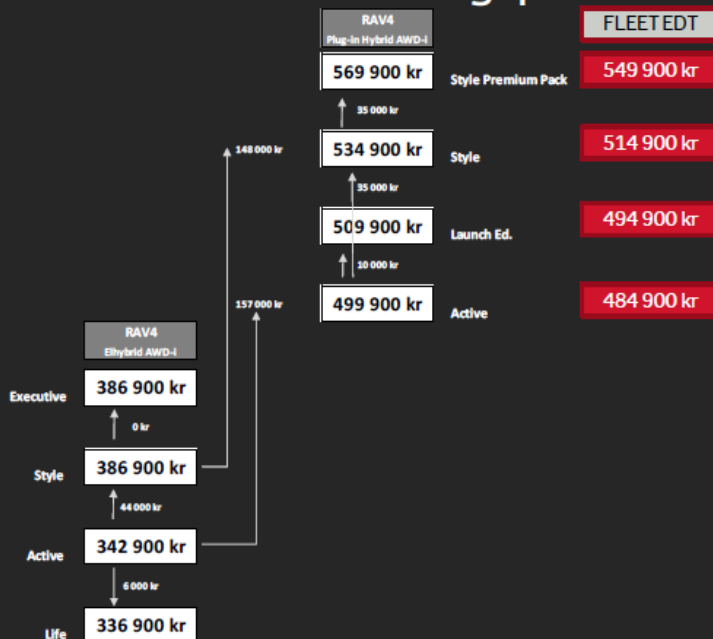 RAV4
Plug-in Hybrid AWD-i
FLEET EDT
569 900 kr
Style Premium Pack
549 900 kr
35 000 kr
148 000 kr
534 900 kr
Style
514 900 kr
35 000 kr
509 900 kr
Launch Ed.
494 900 kr
10 000 kr
157 000 kr
499 900 kr
Active
484 900 kr
RAV4
Elhybrid AWD-i
Executive
386 900 kr
0 kr
Style
386 900 kr
44 000 kr
Active
342 900 kr
6 000 kr
Life
336 900 kr